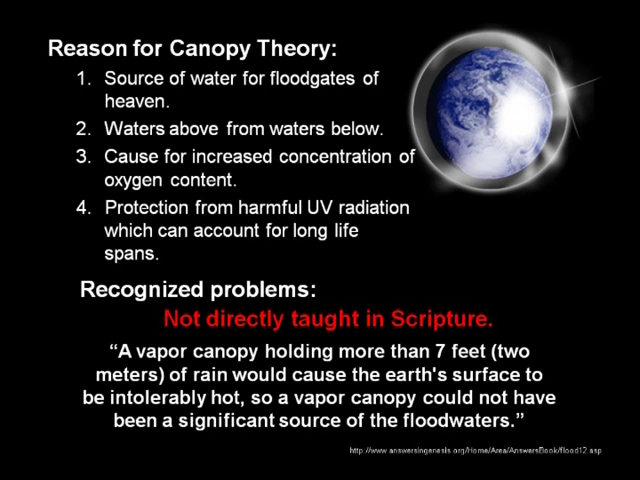 Reason for Canopy Theory:
1. Source of water for floodgates of
heaven.
2. Waters above from waters below.
3. Cause for increased concentration of
oxygen content.
4. Protection from harmful UV radiation
which can account for long life
spans.
Recognized problems:
Not directly taught in Scripture.
“A vapor canopy holding more than 7 feet (two
meters) of rain would cause the earth's surface to
be intolerably hot, so a vapor canopy could not have
been a significant source of the floodwaters.”
http://www.answersingenesis.org/Home/Area/AnswersBook/flood12.asp